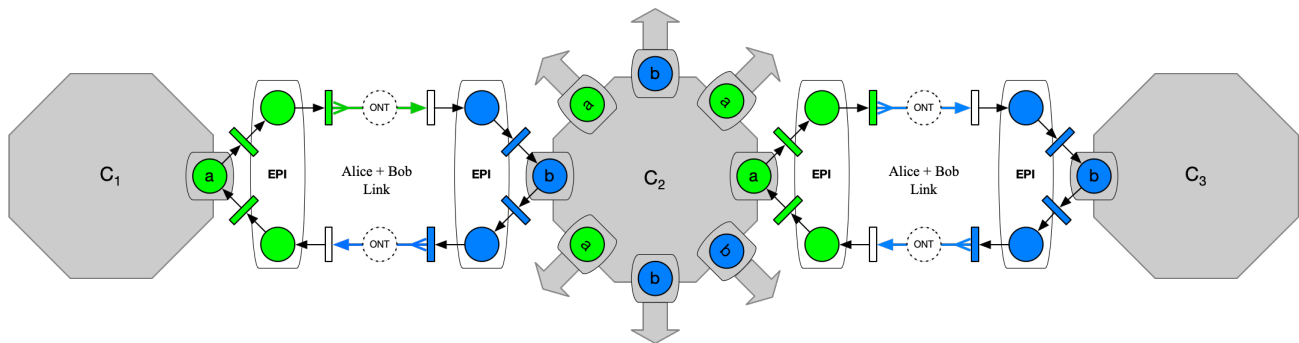 b
a
a
ONT
ONT
C₁
a
EPI
Alice + Bob
Link
EPI
b
C₂
a
EPI
Alice + Bob
Link
EPI
b
C₃
ONT
ONT
a
b
b